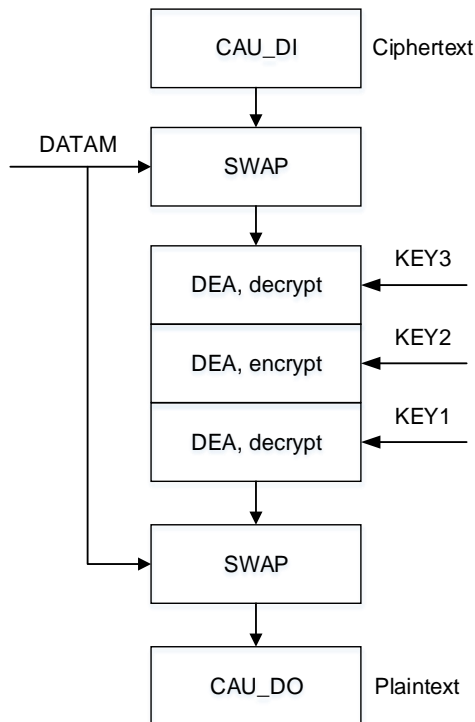 CAU_DI
Ciphertext
DATAM
SWAP
KEY3
DEA, decrypt
KEY2
DEA, encrypt
KEY1
DEA, decrypt
SWAP
CAU_DO
Plaintext